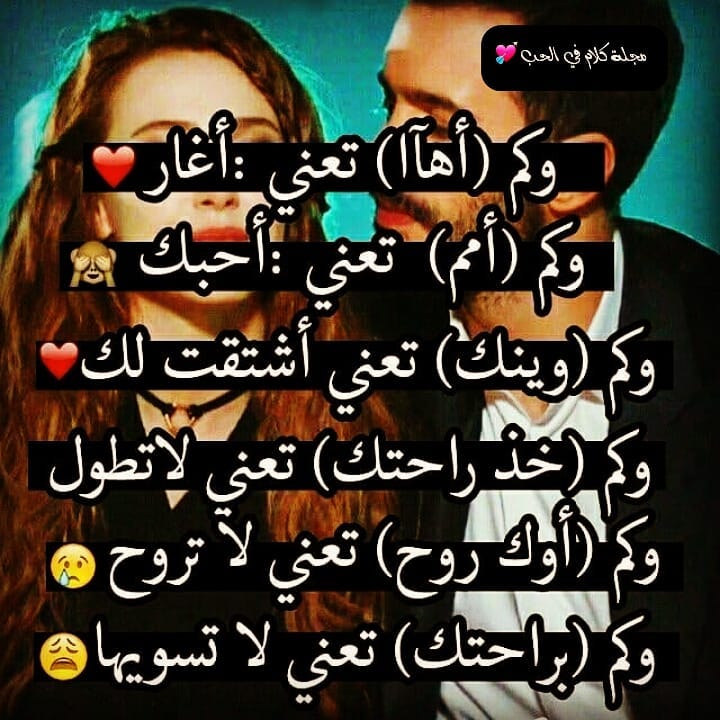 مجلة كلام في الحب 💘
وكم (أهآا) تعني :أغار ❤️
وكم (أمم) تعني :أحبك 🙈
وكم (وينك) تعني أشتقت لك ❤️
وكم (خذ راحتك) تعني لاتطول
وكم (أوك روح) تعني لا تروح 😢
وكم (براحتك) تعني لا تسويها 😩